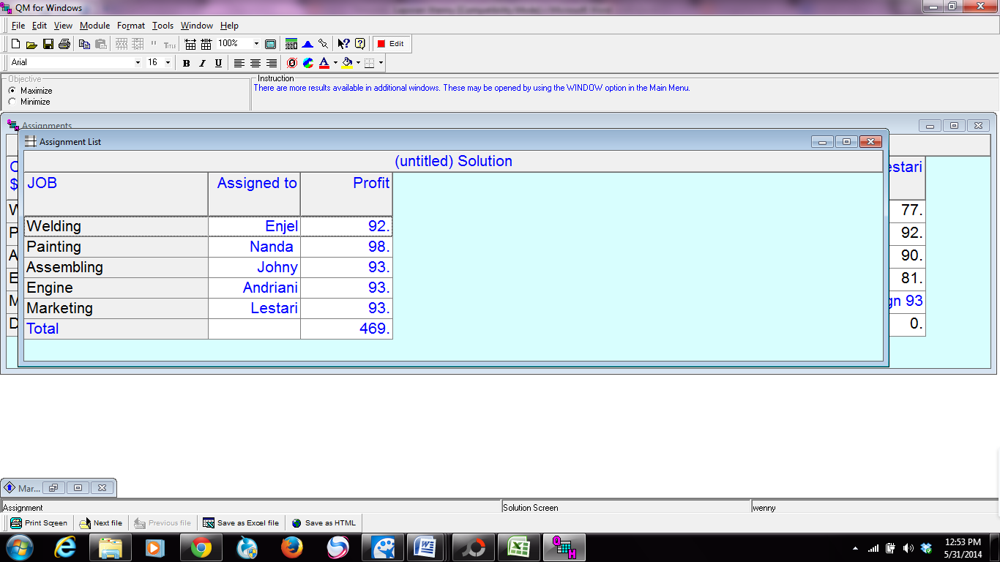 QM for Windows
File Edit View Module Format Tools Window Help
TITLE 100% Edit
Arial 16 B I U A
Objective
Maximize
Minimize
Instruction
There are more results available in additional windows. These may be opened by using the WINDOW option in the Main Menu.
Assignments
Assignment List
(untitled) Solution
JOB Assigned to Profit
Welding Enjel 92.
Painting Nanda 98.
Assembling Johny 93.
Engine Andriani 93.
Marketing Lestari 93.
Total 469.
$
W
P
A
E
M
D
estari
77.
92.
90.
81.
gn 93
0.
Mar...
Assignment Solution Screen wenny
Print Screen Next file Previous file Save as Excel file Save as HTML
12:53 PM
5/31/2014